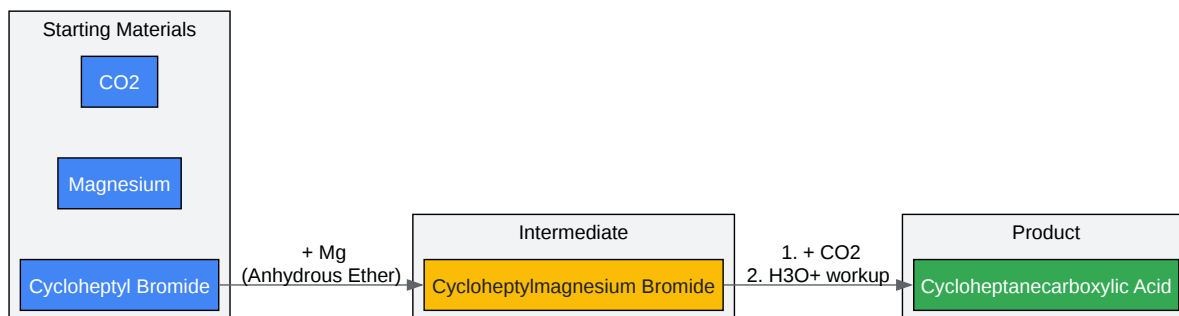 Starting Materials
CO2
Magnesium
Cycloheptyl Bromide
+ Mg
(Anhydrous Ether)
Intermediate
Cycloheptylmagnesium Bromide
1. + CO2
2. H3O+ workup
Product
Cycloheptanecarboxylic Acid